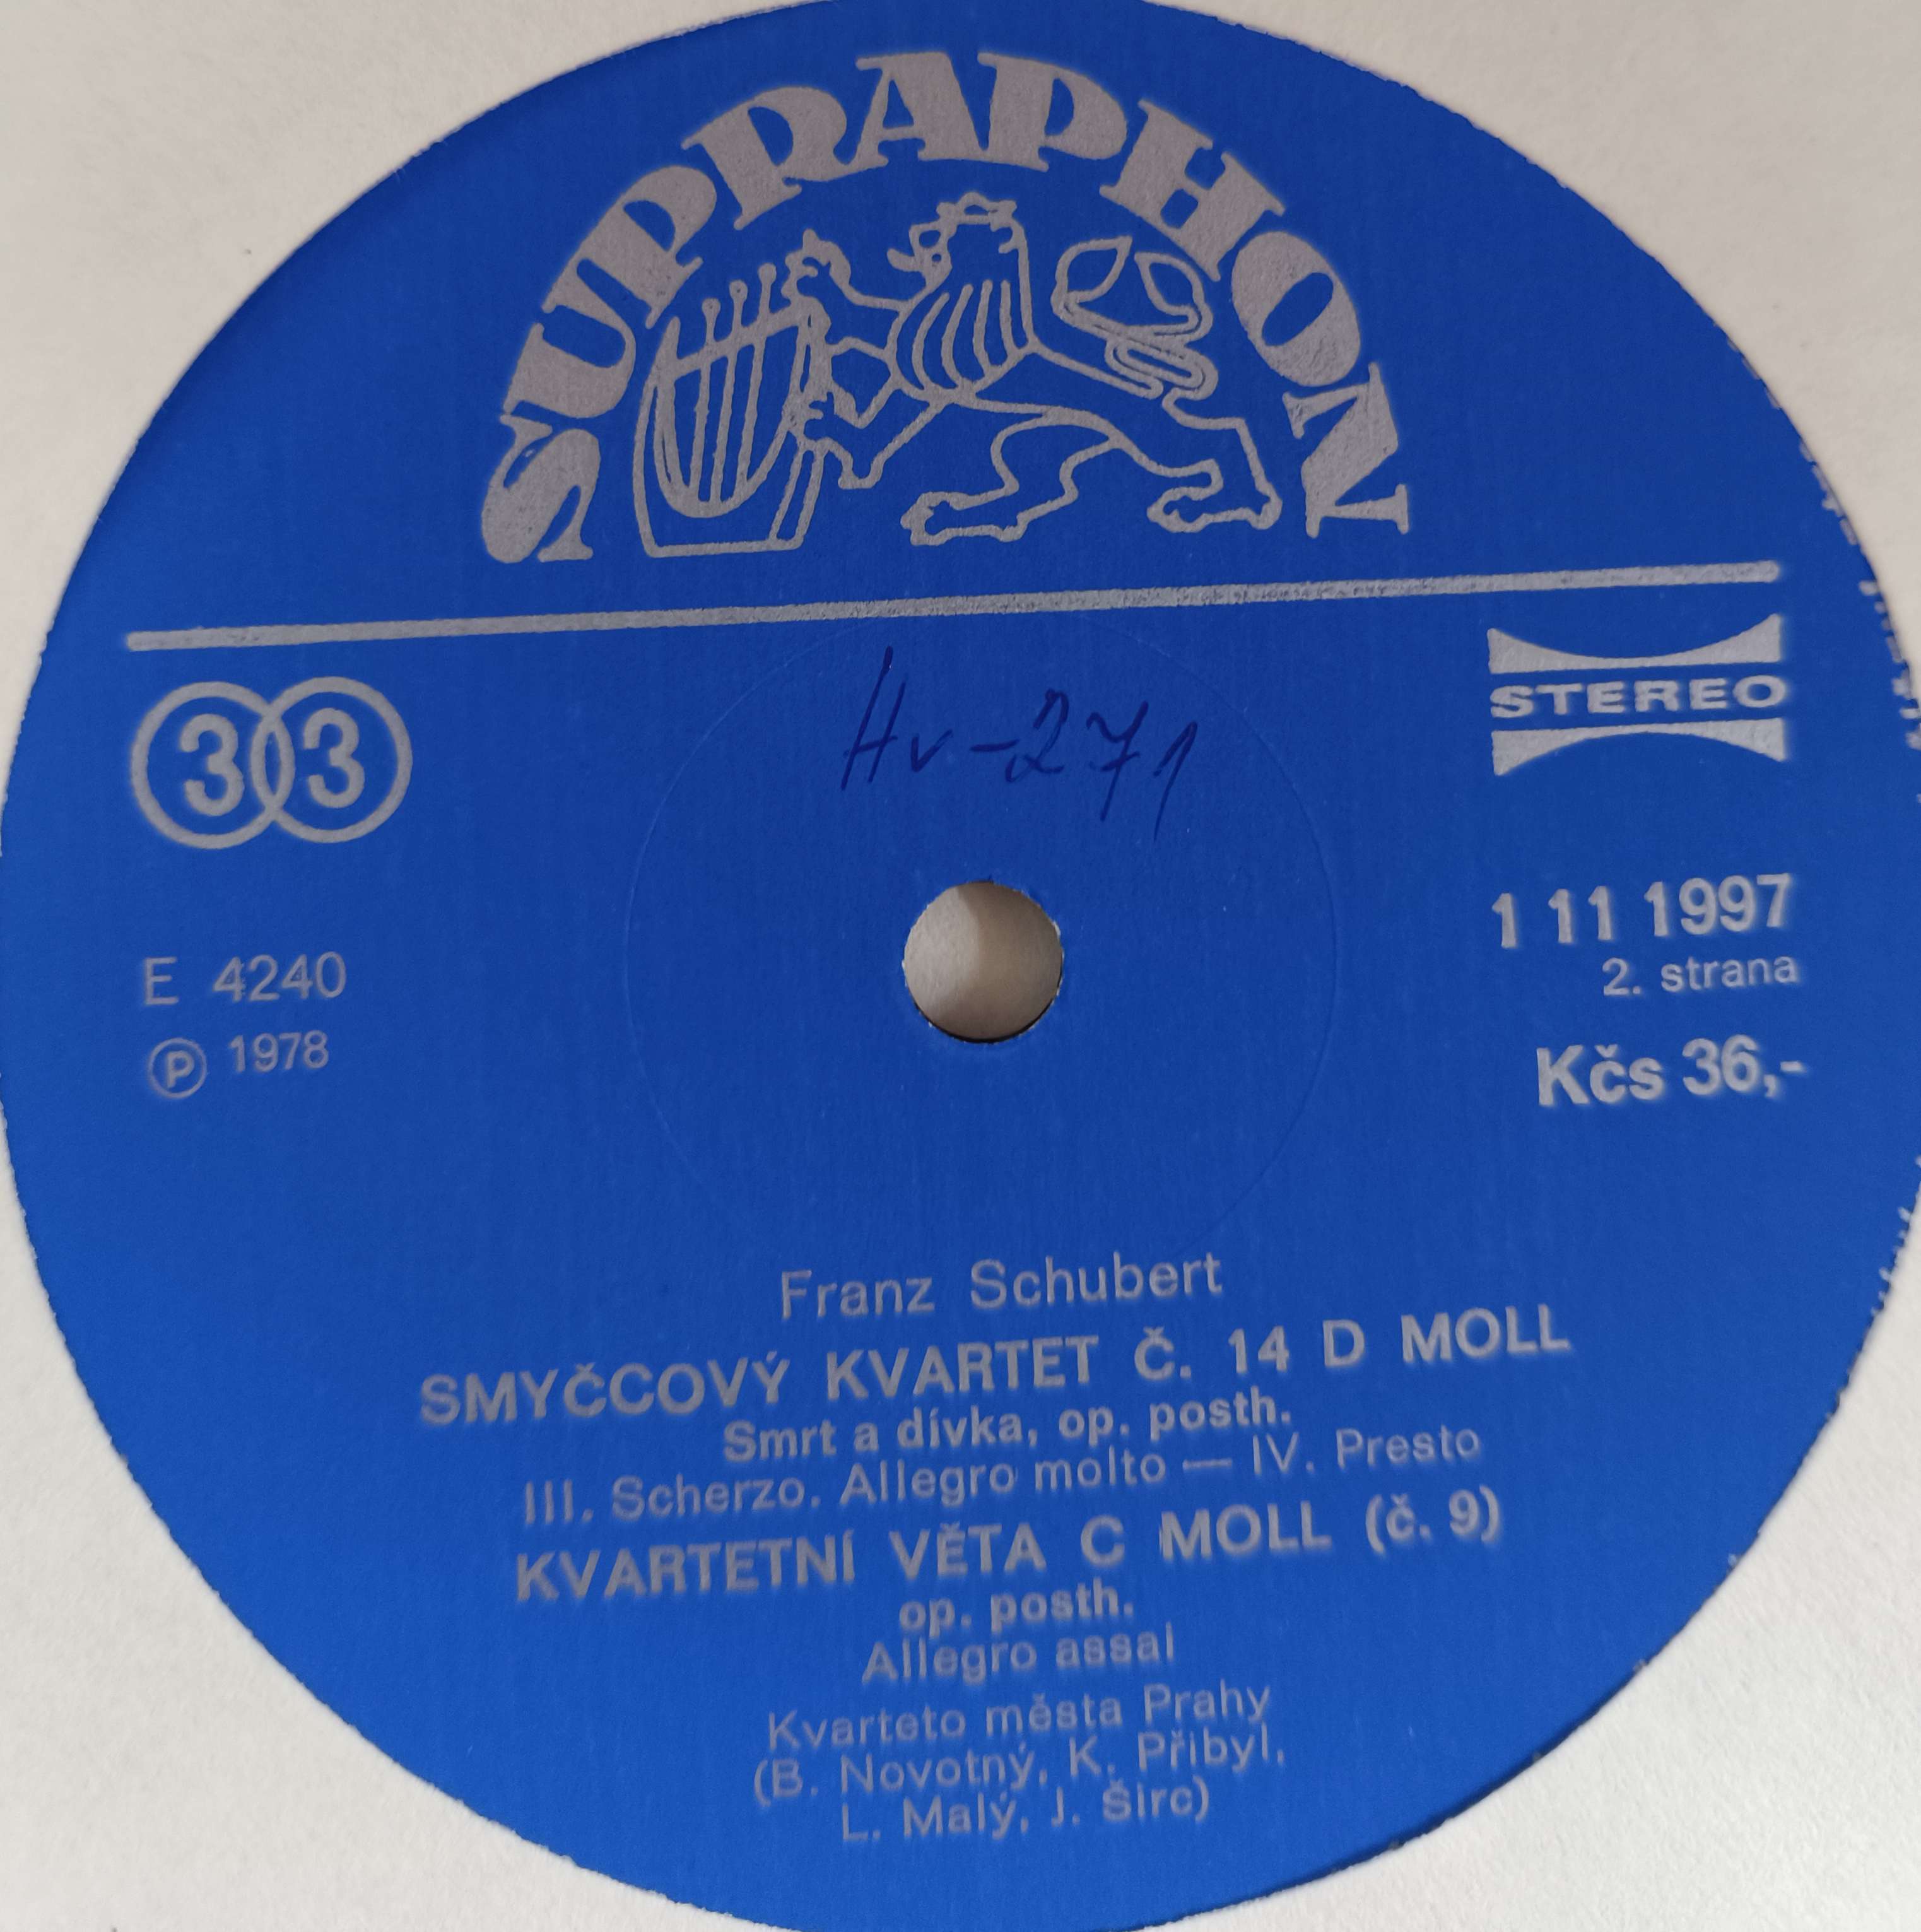 SUPRAPHON
33
STEREO
Hv-271
1 11 1997
2. strana
E 4240
Ⓟ 1978
Kčs 36,-
Franz Schubert
SMYČCOVÝ KVARTET Č. 14 D MOLL
Smrt a dívka, op. posth.
III. Scherzo. Allegro molto — IV. Presto
KVARTETNÍ VĚTA C MOLL (č. 9)
op. posth.
Allegro assai
Kvarteto města Prahy
(B. Novotný, K. Přibyl,
L. Malý, J. Širc)